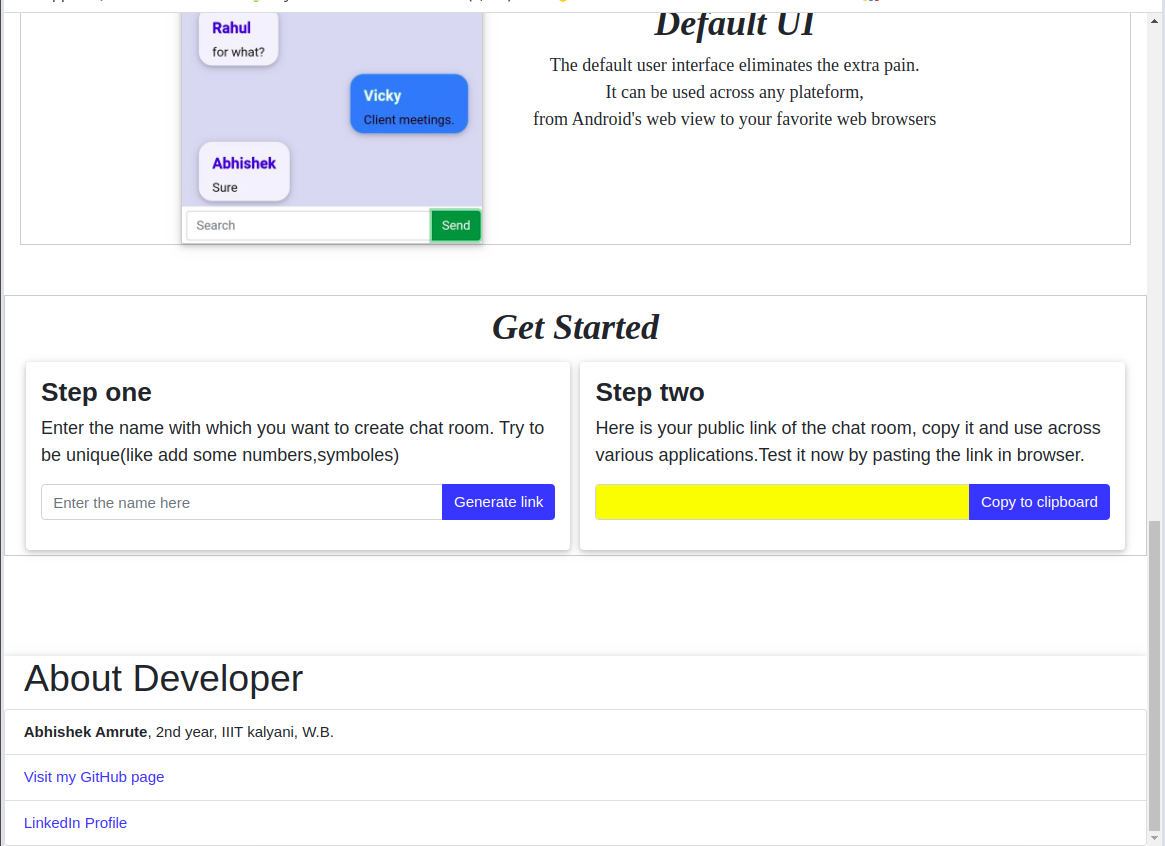 Rahul
for what?
Vicky
Client meetings.
Abhishek
Sure
Search
Send
Default UI
The default user interface eliminates the extra pain.
It can be used across any plateform,
from Android's web view to your favorite web browsers
Get Started
Step one
Enter the name with which you want to create chat room. Try to
be unique(like add some numbers,symboles)
Enter the name here
Generate link
Step two
Here is your public link of the chat room, copy it and use across
various applications.Test it now by pasting the link in browser.
Copy to clipboard
About Developer
Abhishek Amrute, 2nd year, IIIT kalyani, W.B.
Visit my GitHub page
LinkedIn Profile